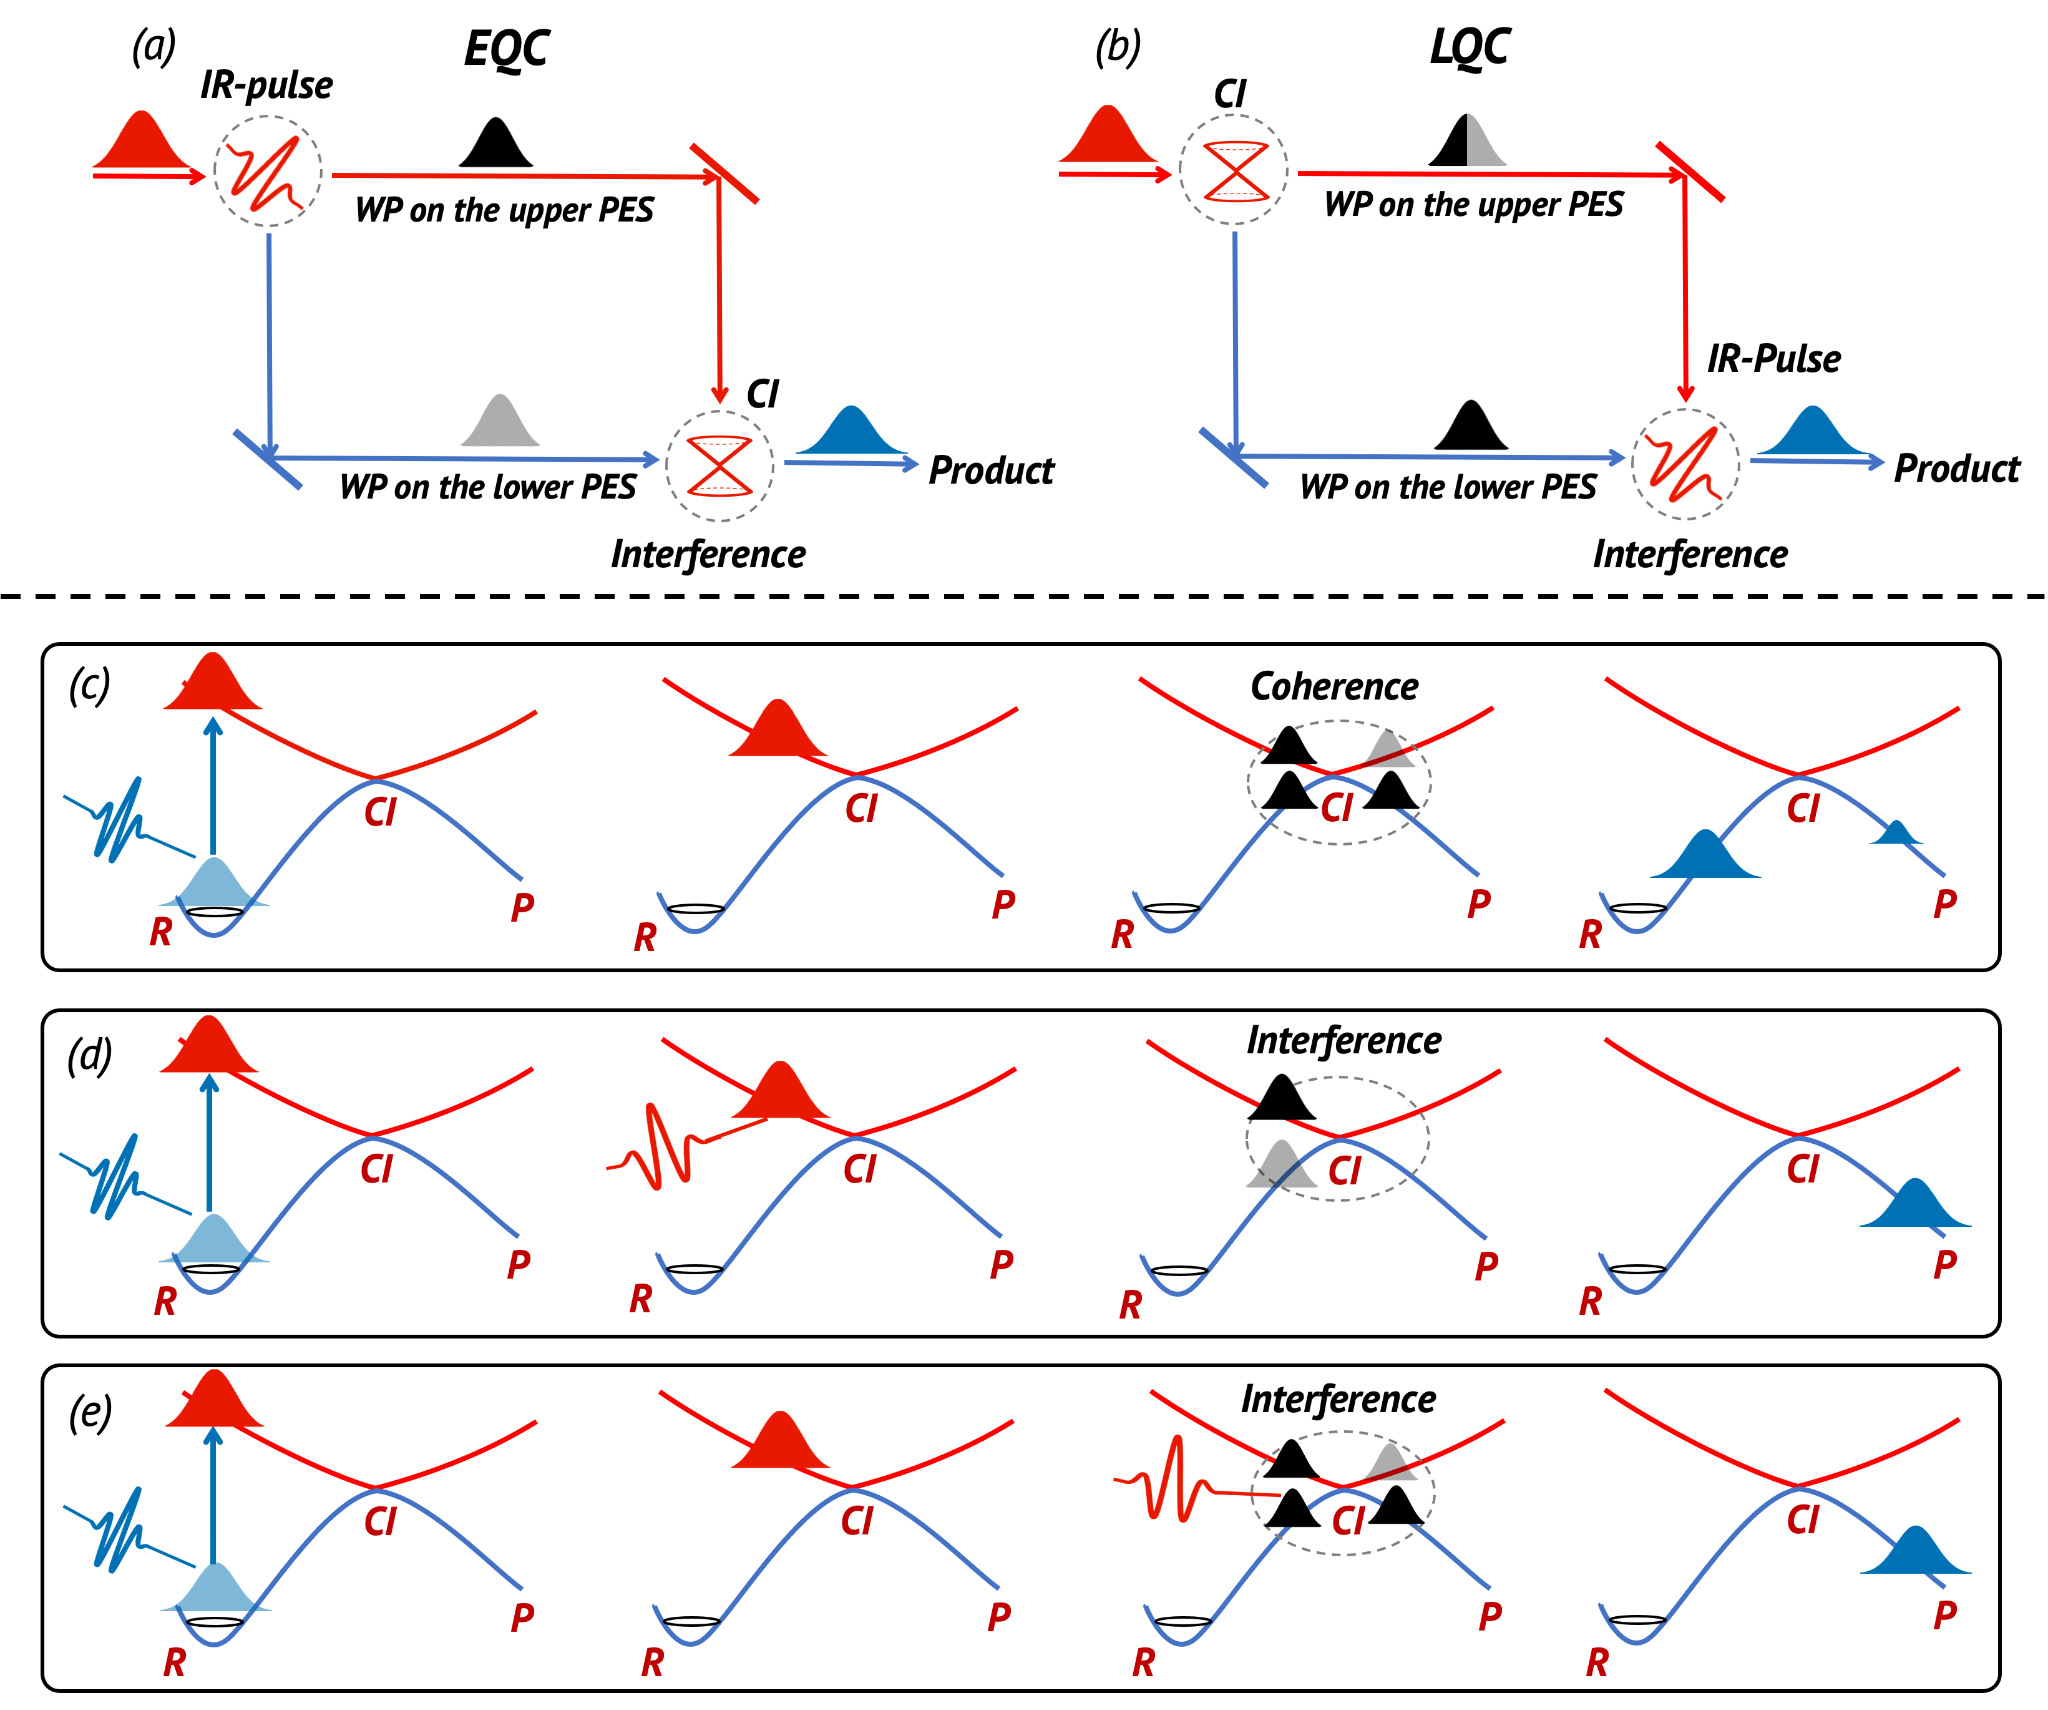 (a)
EQC
IR-pulse
WP on the upper PES
CI
WP on the lower PES
Product
Interference
(b)
LQC
CI
WP on the upper PES
IR-Pulse
WP on the lower PES
Product
Interference
(c)
CI
R
P
CI
R
P
Coherence
CI
R
P
CI
R
P
(d)
CI
R
P
CI
R
P
Interference
CI
R
P
CI
R
P
(e)
CI
R
P
CI
R
P
Interference
CI
R
P
CI
R
P